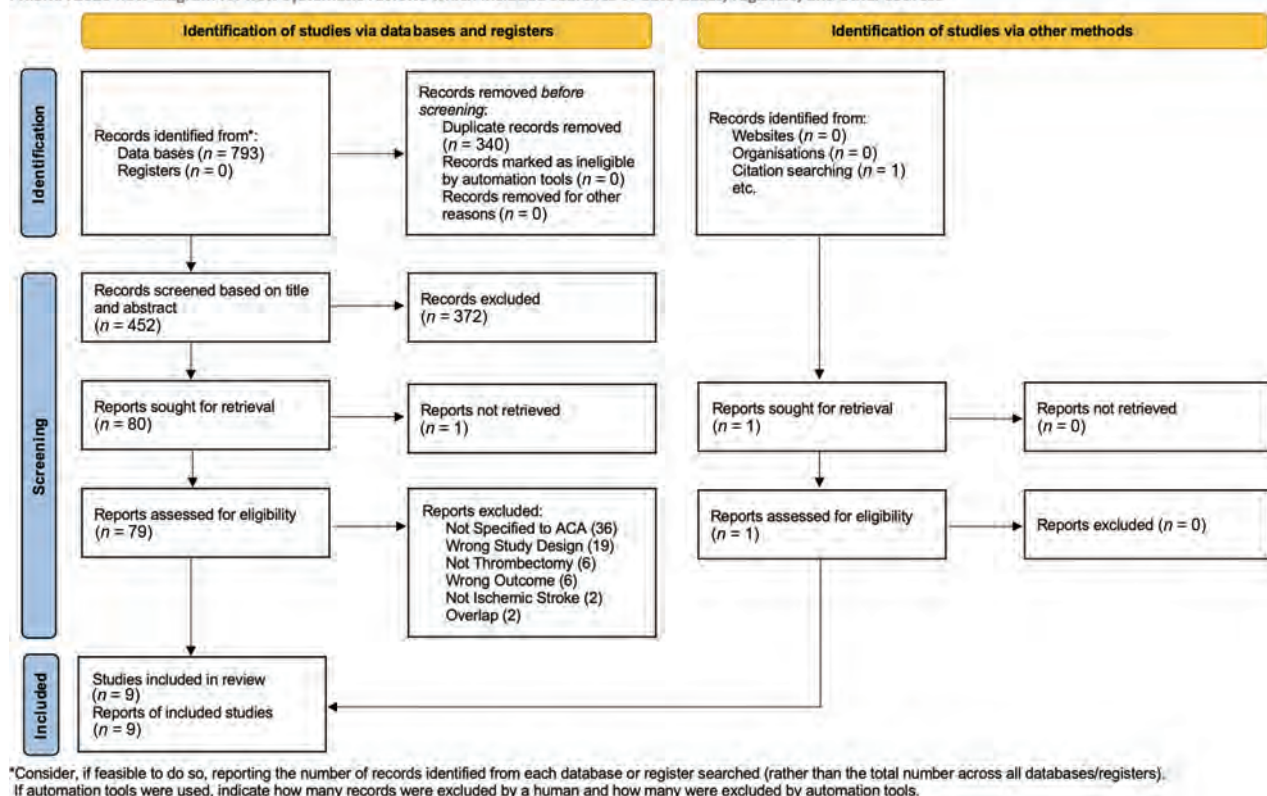 Identification of studies via databases and registers
Identification of studies via other methods
Identification
Records identified from*:
Data bases (n = 793)
Registers (n = 0)
Records removed before
screening:
Duplicate records removed
(n = 340)
Records marked as ineligible
by automation tools (n = 0)
Records removed for other
reasons (n = 0)
Records identified from:
Websites (n = 0)
Organisations (n = 0)
Citation searching (n = 1)
etc.
Screening
Records screened based on title
and abstract
(n = 452)
Records excluded
(n = 372)
Reports sought for retrieval
(n = 80)
Reports not retrieved
(n = 1)
Reports sought for retrieval
(n = 1)
Reports not retrieved
(n = 0)
Reports assessed for eligibility
(n = 79)
Reports excluded:
Not Specified to ACA (36)
Wrong Study Design (19)
Not Thrombectomy (6)
Wrong Outcome (6)
Not Ischemic Stroke (2)
Overlap (2)
Reports assessed for eligibility
(n = 1)
Reports excluded (n = 0)
Included
Studies included in review
(n = 9)
Reports of included studies
(n = 9)
*Consider, if feasible to do so, reporting the number of records identified from each database or register searched (rather than the total number across all databases/registers).
If automation tools were used, indicate how many records were excluded by a human and how many were excluded by automation tools.